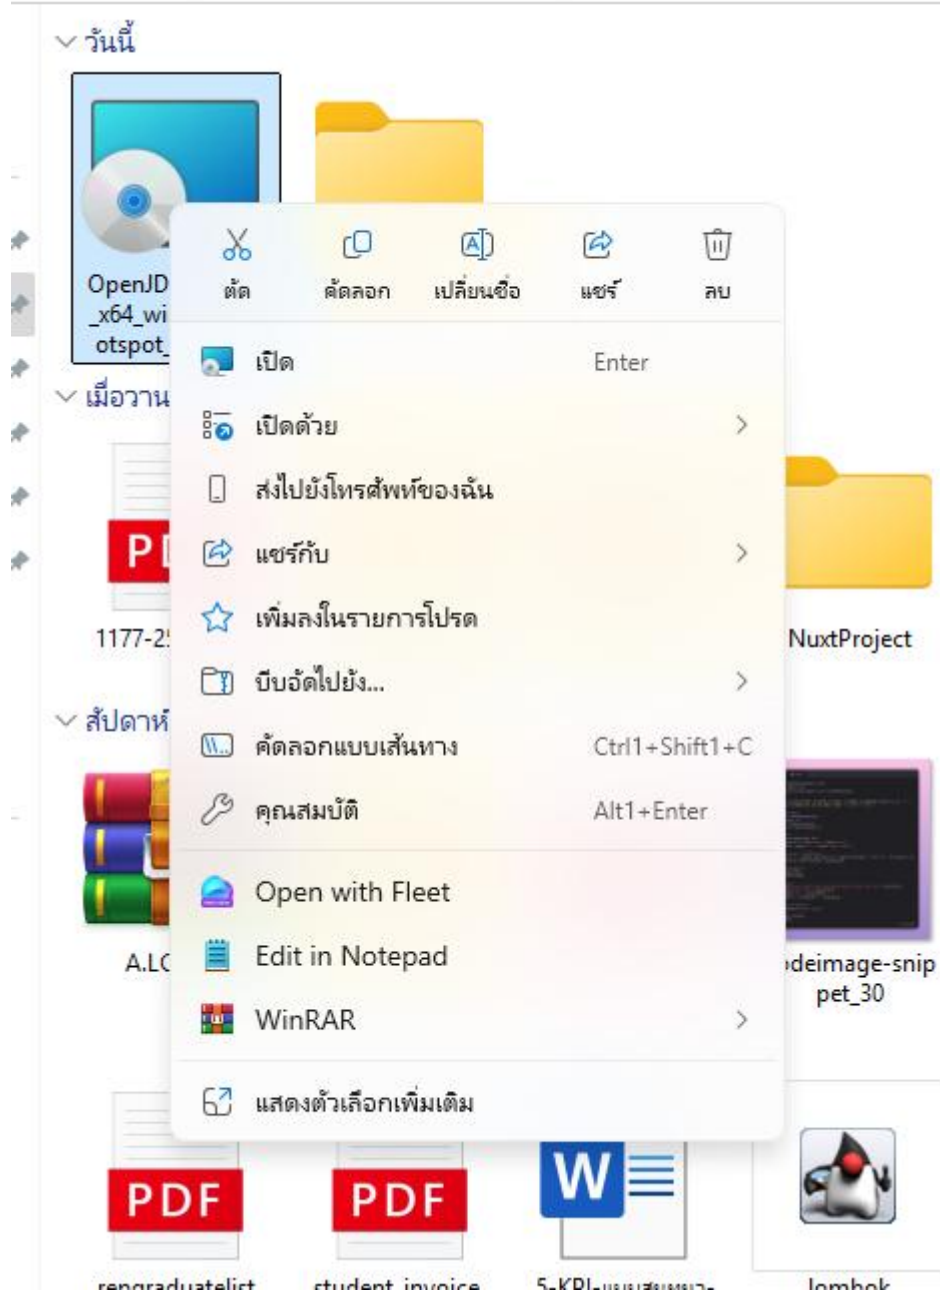 วันนี้
OpenJD
_x64_wi
otspot_
ตัด
คัดลอก
เปลี่ยนชื่อ
แชร์
ลบ
เปิด Enter
เปิดด้วย
ส่งไปยังโทรศัพท์ของฉัน
แชร์กับ
เพิ่มลงในรายการโปรด
บีบอัดไปยัง...
คัดลอกแบบเส้นทาง Ctrl1+Shift1+C
คุณสมบัติ Alt1+Enter
Open with Fleet
Edit in Notepad
WinRAR
แสดงตัวเลือกเพิ่มเติม
เมื่อวาน
1177-2
NuxtProject
สัปดาห์
A.LO
odeimage-snip
pet_30
PDF
PDF
W
rengraduatelist
student_invoice
lombok